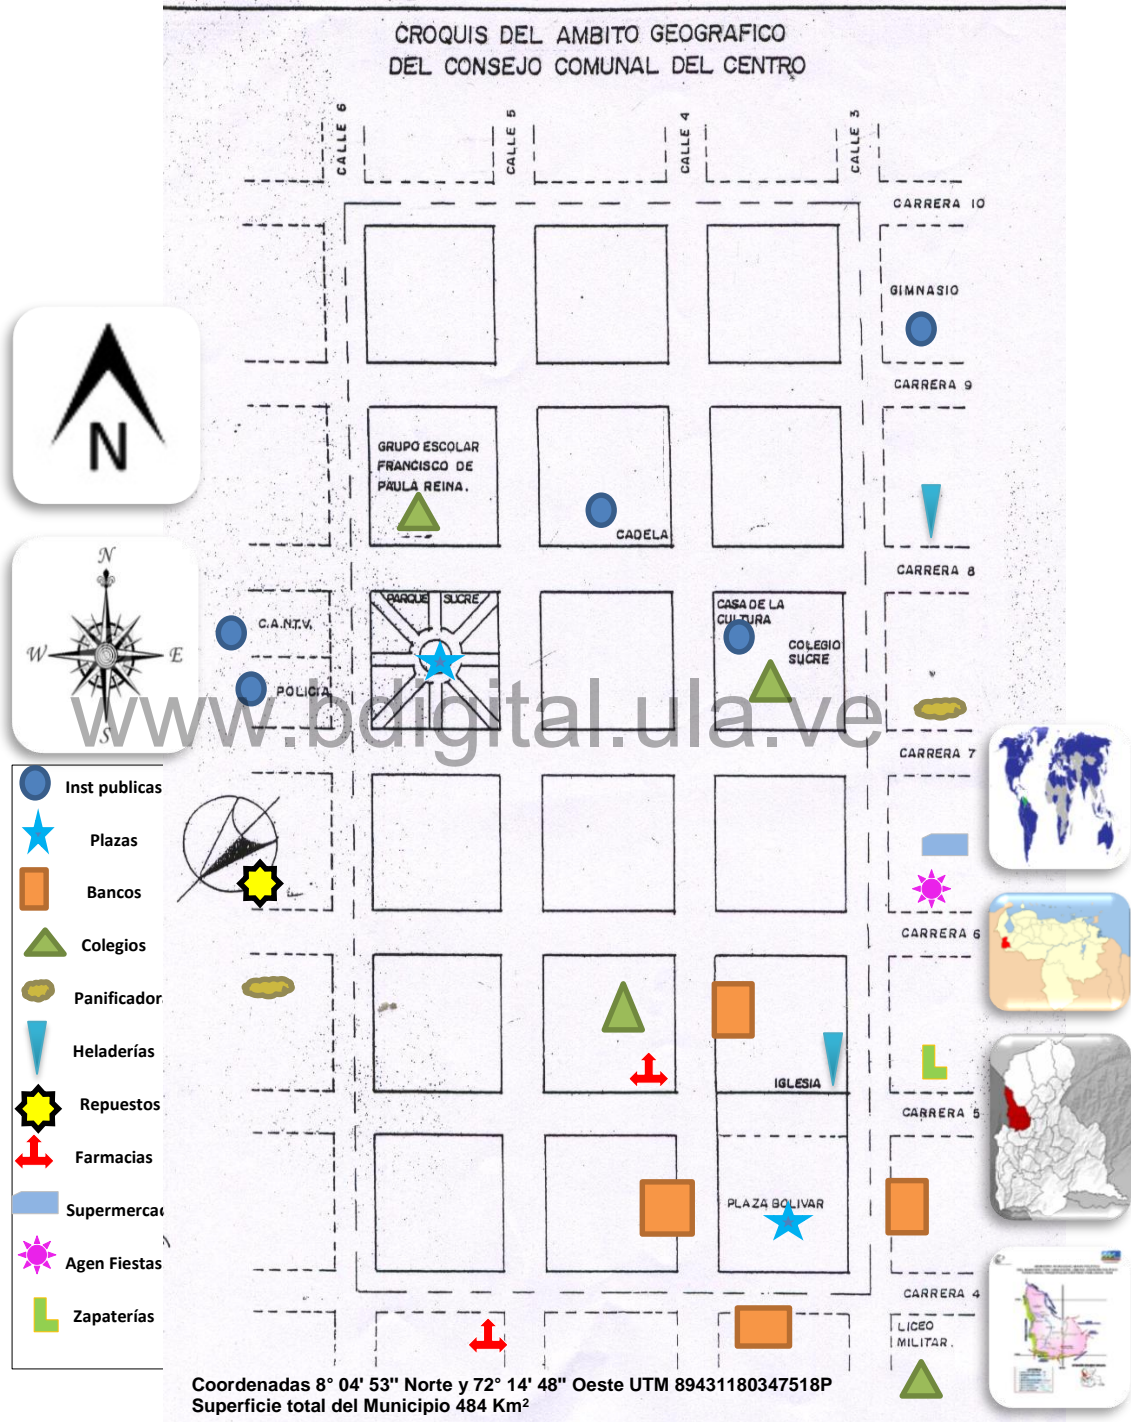 CROQUIS DEL AMBITO GEOGRAFICO
DEL CONSEJO COMUNAL DEL CENTRO
CALLE 6
CALLE 5
CALLE 4
CALLE 3
CARRERA 10
GIMNASIO
CARRERA 9
N
GRUPO ESCOLAR
FRANCISCO DE
PAULA REINA.
CADELA
CARRERA 8
N
W
E
S
C.A.N.T.V.
POLICIA
PARQUE SUCRE
CASA DE LA
CULTURA
COLEGIO
SUCRE
www.bdigital.ula.ve
CARRERA 7
Inst publicas
Plazas
Bancos
Colegios
Panificador
Heladerías
Repuestos
Farmacias
Supermercad
Agen Fiestas
Zapaterías
CARRERA 6
IGLESIA
CARRERA 5
PLAZA BOLIVAR
CARRERA 4
LICEO
MILITAR.
Coordenadas 8° 04' 53" Norte y 72° 14' 48" Oeste UTM 89431180347518P
Superficie total del Municipio 484 Km²